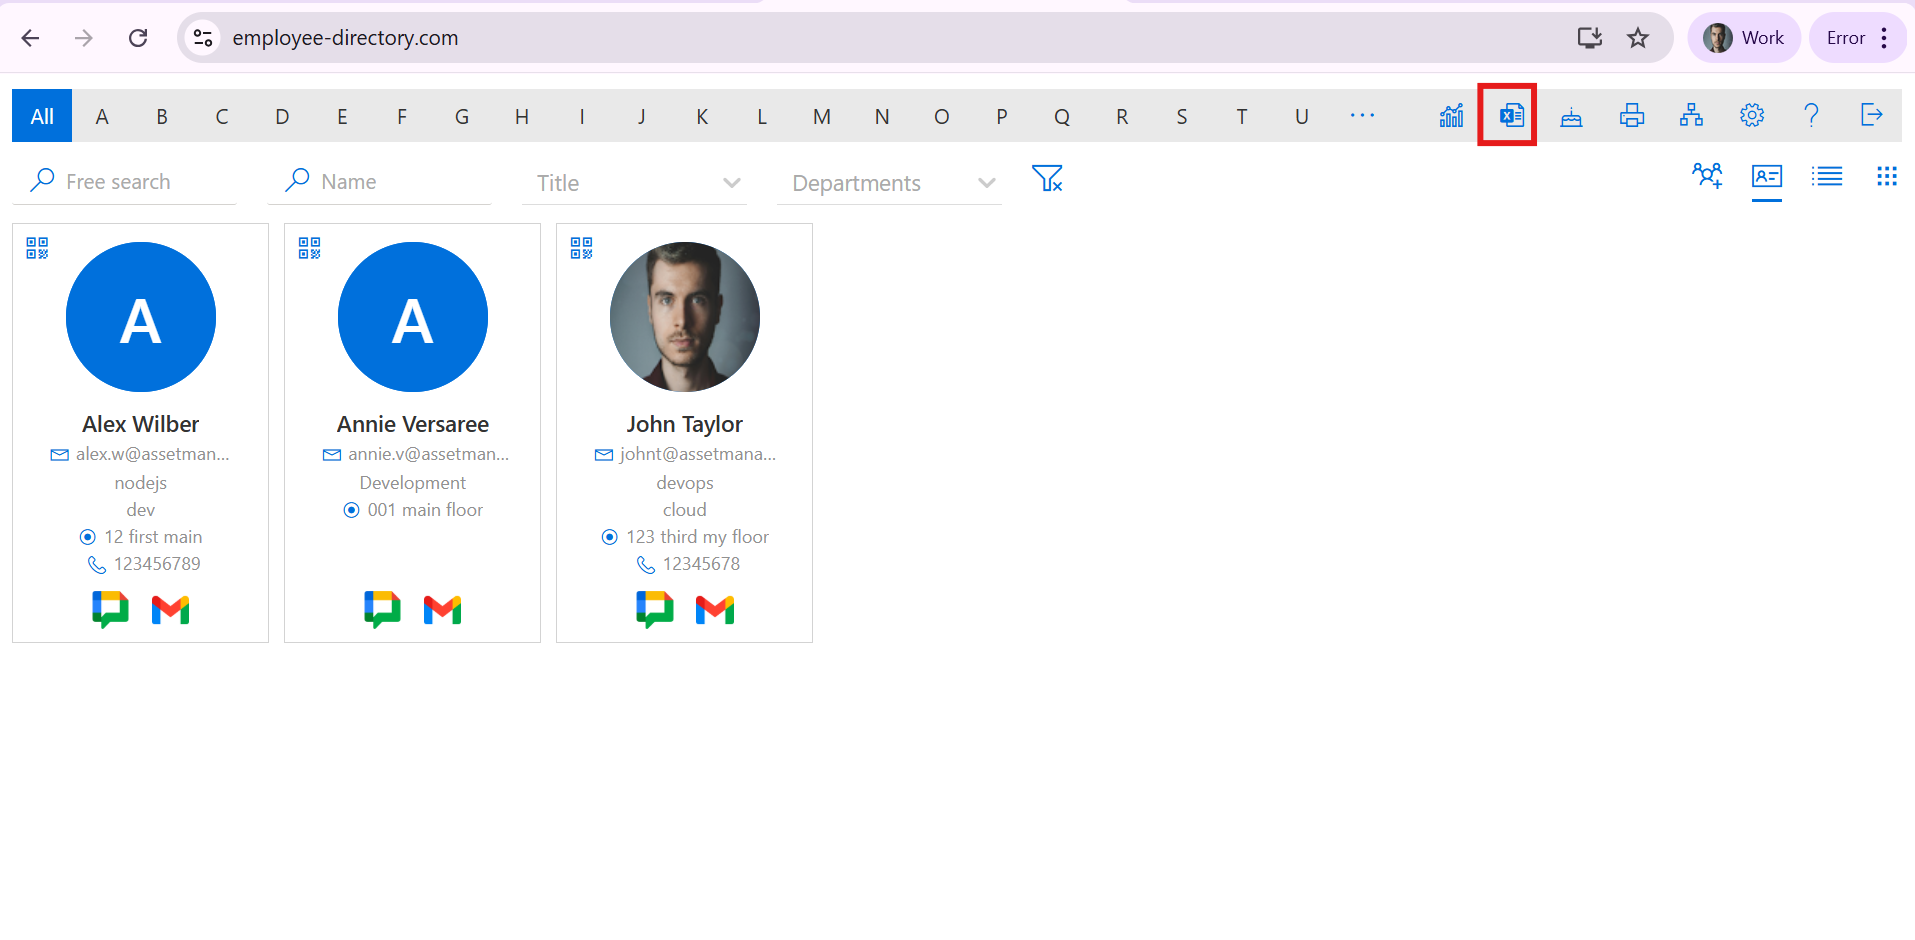 employee-directory.com
Work
Error
All A B C D E F G H I J K L M N O P Q R S T U ...
Free search
Name
Title
Departments
A
Alex Wilber
alex.w@assetman...
nodejs
dev
12 first main
123456789
A
Annie Versaree
annie.v@assetman...
Development
001 main floor
John Taylor
johnt@assetmana...
devops
cloud
123 third my floor
12345678